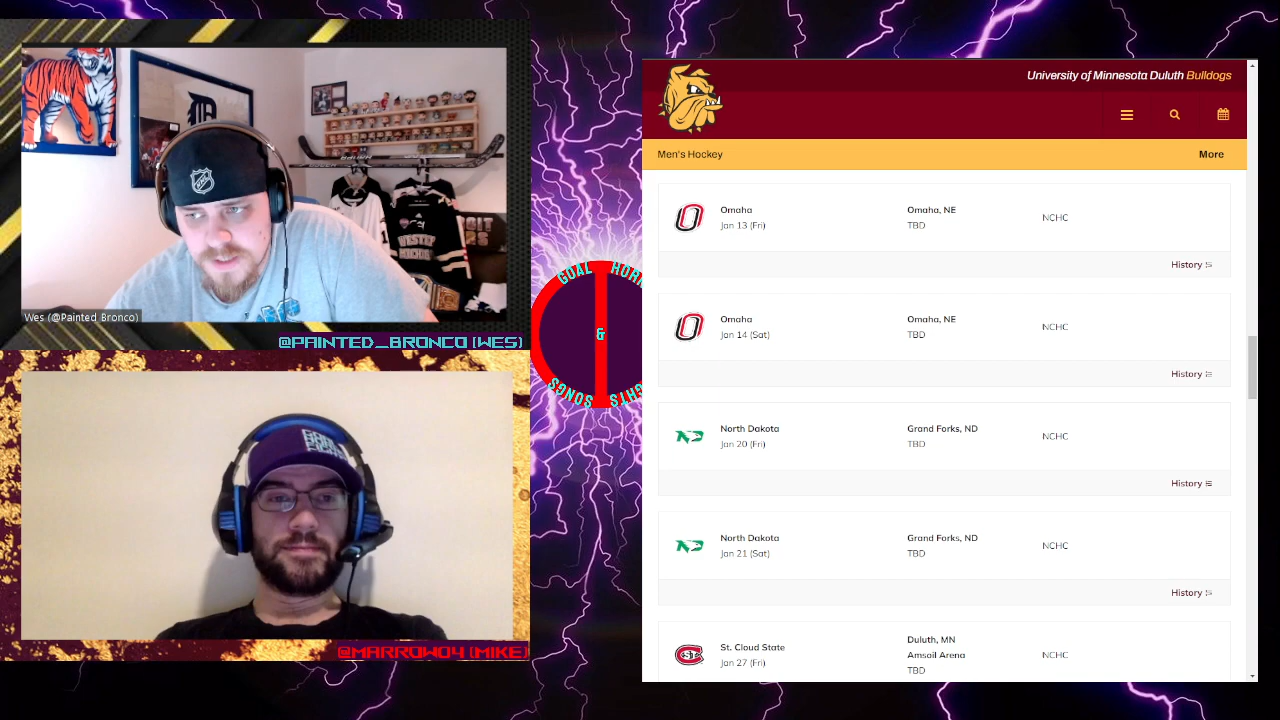 Wes (@Painted_Bronco)
@PAINTED_BRONCO (WES)
@MARROW04 (MIKE)
GOAL
&
SONGS
University of Minnesota Duluth Bulldogs
Men's Hockey
More
Omaha
Jan 13 (Fri)
Omaha, NE
TBD
NCHC
History
Omaha
Jan 14 (Sat)
Omaha, NE
TBD
NCHC
History
North Dakota
Jan 20 (Fri)
Grand Forks, ND
TBD
NCHC
History
North Dakota
Jan 21 (Sat)
Grand Forks, ND
TBD
NCHC
History
St. Cloud State
Jan 27 (Fri)
Duluth, MN
Amsoil Arena
TBD
NCHC